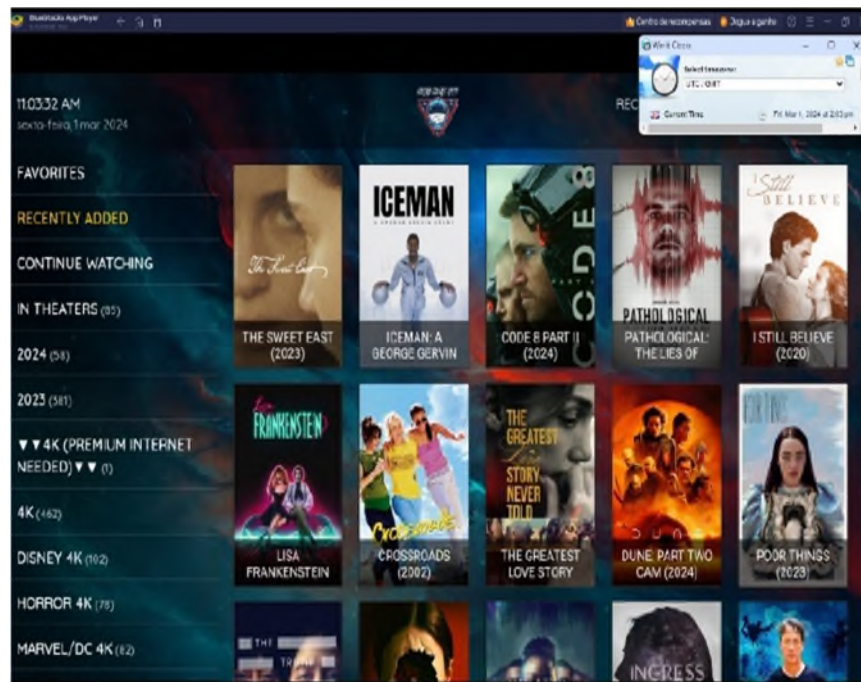 BlueStacks App Player
Centro de recompensas
Jogue e ganhe
World Clock
Select timezone:
UTC / GMT
Current Time
Fri, Mar 1, 2024 at 2:03 pm
11:03:32 AM
sexta-feira, 1 mar 2024
REC
FAVORITES
RECENTLY ADDED
CONTINUE WATCHING
IN THEATERS (85)
2024 (58)
2023 (581)
▼▼4K (PREMIUM INTERNET
NEEDED)▼▼ (1)
4K (462)
DISNEY 4K (102)
HORROR 4K (78)
MARVEL/DC 4K (82)
The Sweet East
THE SWEET EAST
(2023)
ICEMAN
ICEMAN: A
GEORGE GERVIN
CODE 8
PART II
CODE 8 PART II
(2024)
PATHOLOGICAL
PATHOLOGICAL:
THE LIES OF
I Still
BELIEVE
I STILL BELIEVE
(2020)
Lisa
FRANKENSTEIN
LISA
FRANKENSTEIN
Crossroads
CROSSROADS
(2002)
THE
GREATEST
STORY
NEVER
TOLD
THE GREATEST
LOVE STORY
DUNE
DUNE: PART TWO
CAM (2024)
POOR THINGS
(2023)
THE
INGRESS